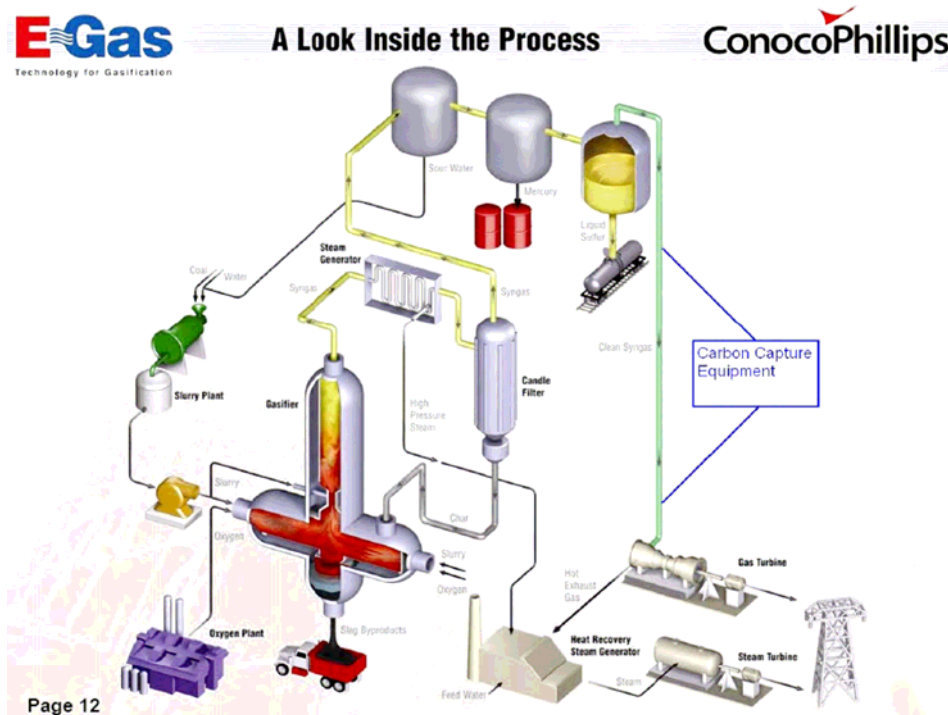 E-Gas
Technology for Gasification
A Look Inside the Process
ConocoPhillips
Sour Water
Mercury
Liquid
Sulfur
Steam
Generator
Coal
Water
Syngas
Syngas
Clean Syngas
Carbon Capture
Equipment
Slurry Plant
Gasifier
Candle
Filter
High
Pressure
Steam
Slurry
Oxygen
Char
Slurry
Oxygen
Hot
Exhaust
Gas
Gas Turbine
Oxygen Plant
Slag Byproducts
Heat Recovery
Steam Generator
Steam Turbine
Feed Water
Steam
Page 12